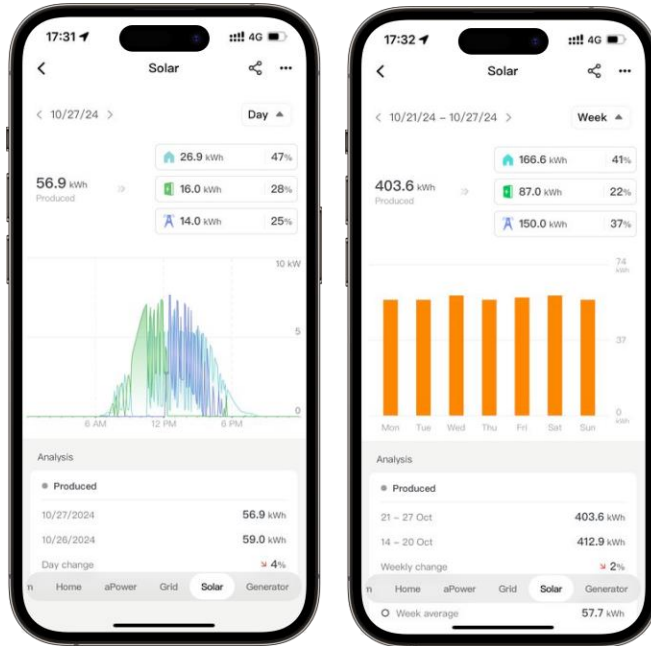 17:31
4G
Solar
10/27/24
Day
26.9 kWh 47%
56.9 kWh
Produced
16.0 kWh 28%
14.0 kWh 25%
10 kW
5
0
6 AM 12 PM 6 PM
Analysis
Produced
10/27/2024 56.9 kWh
10/26/2024 59.0 kWh
Day change 4%
Home aPower Grid Solar Generator
17:32
4G
Solar
10/21/24 – 10/27/24
Week
166.6 kWh 41%
403.6 kWh
Produced
87.0 kWh 22%
150.0 kWh 37%
74
kWh
37
0
kWh
Mon Tue Wed Thu Fri Sat Sun
Analysis
Produced
21 – 27 Oct 403.6 kWh
14 – 20 Oct 412.9 kWh
Weekly change 2%
Home aPower Grid Solar Generator
Week average 57.7 kWh